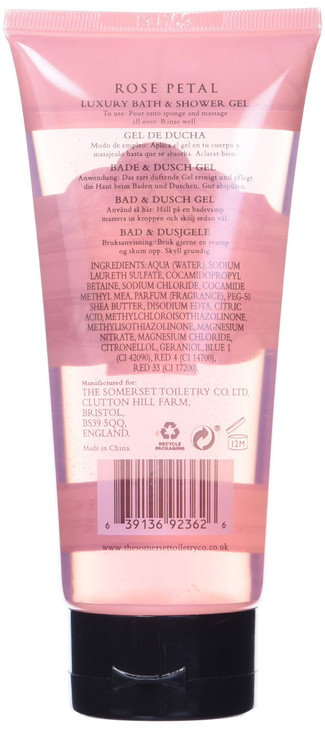 ROSE PETAL
LUXURY BATH & SHOWER GEL
To use: Pour onto sponge and massage
all over. Rinse well
GEL DE DUCHA
Modo de empleo: Aplica el gel en tu cuerpo y
masajealo hasta que se absorba. Aclarat bien.
BADE & DUSCH GEL
Anwendung: Das zart duftende Gel reinigt und pflegt
die Haut beim Baden und Duschen. Gut abspülen.
BAD & DUSCH GEL
Använd så här: Häll på en badsvamp
massera in kroppen och skölj sedan väl.
BAD & DUSJGELE
Bruksanvisning>Bruk gjerne en svamp
og skum opp. Skyll grundig.
INGREDIENTS: AQUA (WATER), SODIUM
LAURETH SULFATE, COCAMIDOPROPYL
BETAINE, SODIUM CHLORIDE, COCAMIDE
METHYL MEA, PARFUM (FRAGRANCE), PEG-50
SHEA BUTTER, DISODIUM EDTA, CITRIC
ACID, METHYLCHLOROISOTHIAZOLINONE,
METHYLISOTHIAZOLINONE, MAGNESIUM
NITRATE, MAGNESIUM CHLORIDE,
CITRONELLOL, GERANIOL, BLUE 1
(CI 42090), RED 4 (CI 14700),
RED 33 (CI 17200)
Manufactured for:
THE SOMERSET TOILETRY CO. LTD.
CLUTTON HILL FARM,
BRISTOL,
BS39 5QQ,
ENGLAND.
Made in China
RECYCLE
PACKAGING
12M
6 39136 92362 6
www.thesomersettoiletryco.co.uk